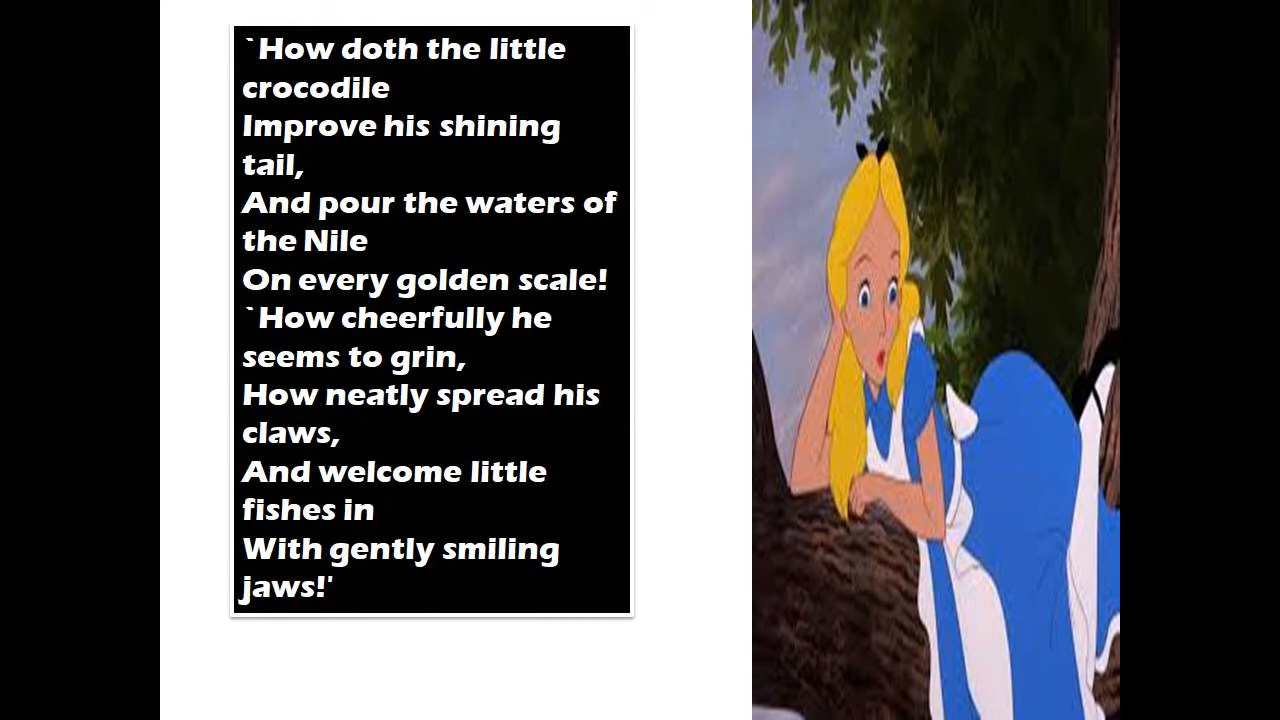 `How doth the little
crocodile
Improve his shining
tail,
And pour the waters of
the Nile
On every golden scale!
`How cheerfully he
seems to grin,
How neatly spread his
claws,
And welcome little
fishes in
With gently smiling
jaws!'